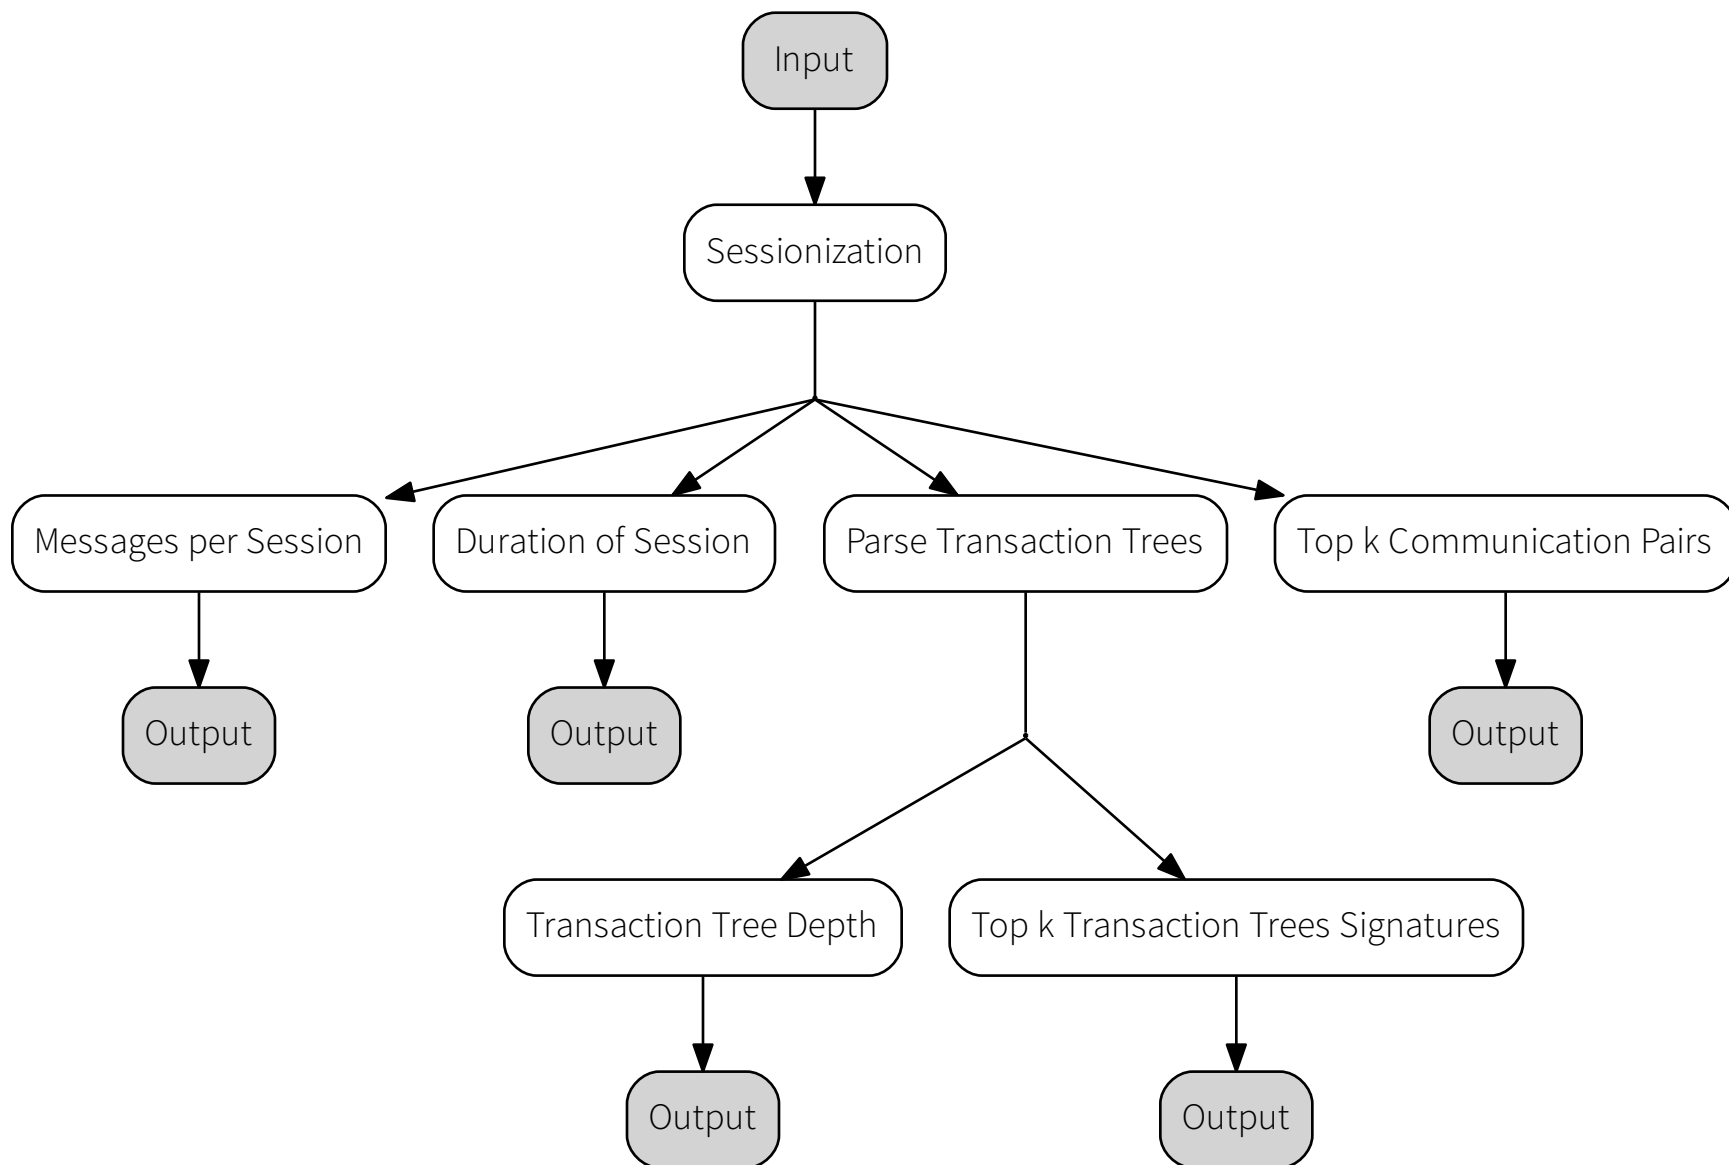 Input
Sessionization
Messages per Session
Duration of Session
Parse Transaction Trees
Top k Communication Pairs
Output
Output
Output
Transaction Tree Depth
Top k Transaction Trees Signatures
Output
Output